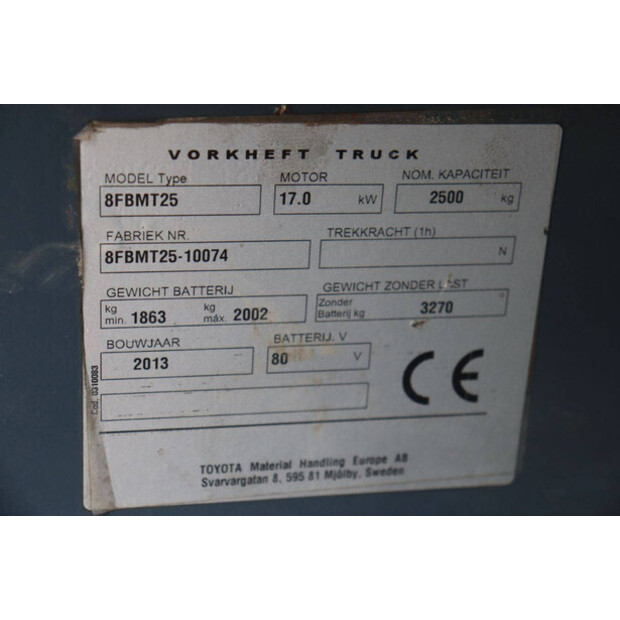 VORKHEFT TRUCK
MODEL Type MOTOR NOM. KAPACITEIT
8FBMT25 17.0 kW 2500 kg
FABRIEK NR. TREKKRACHT (1h)
8FBMT25-10074 N
GEWICHT BATTERIJ GEWICHT ZONDER LAST
kg min. 1863 kg máx. 2002 Zonder Batterij kg 3270
BOUWJAAR BATTERIJ. V
2013 80 V
CE
Cod. 0310083
TOYOTA Material Handling Europe AB
Svarvargatan 8, 595 81 Mjölby, Sweden